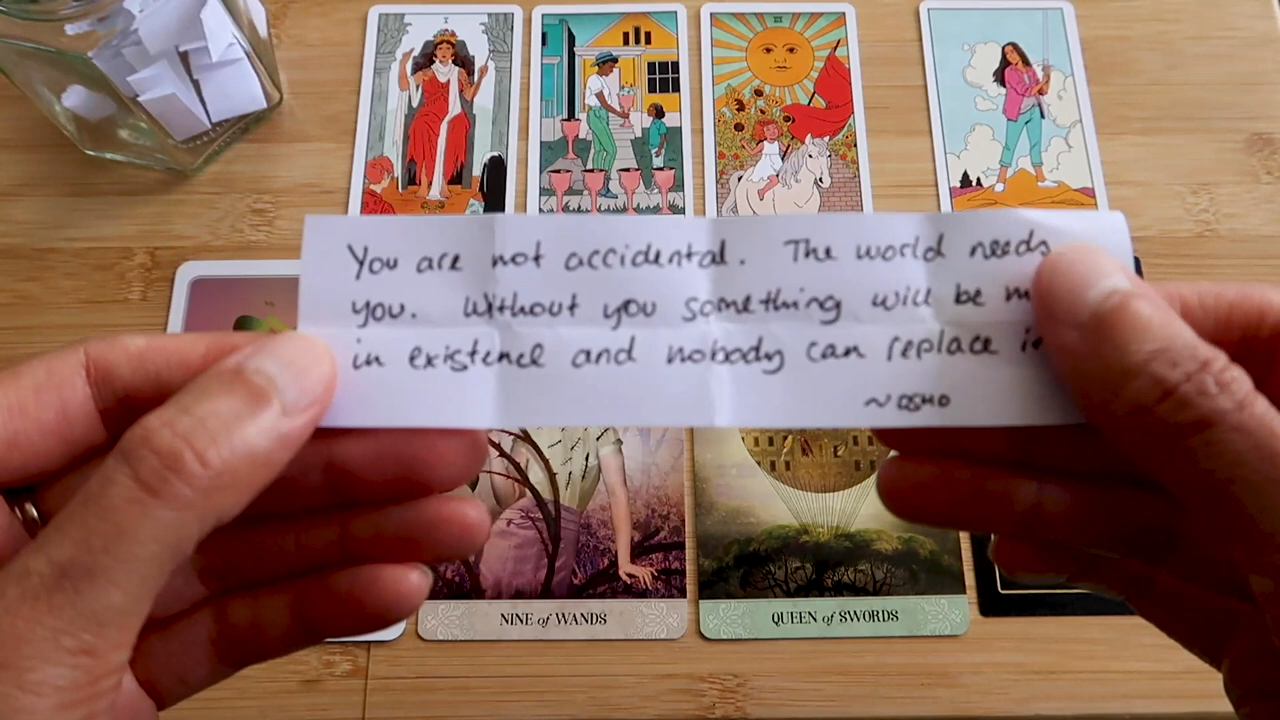 I
III
You are not accidental. The world needs
you. Without you something will be
in existence and nobody can replace
~ OSHO
NINE of WANDS
QUEEN of SWORDS